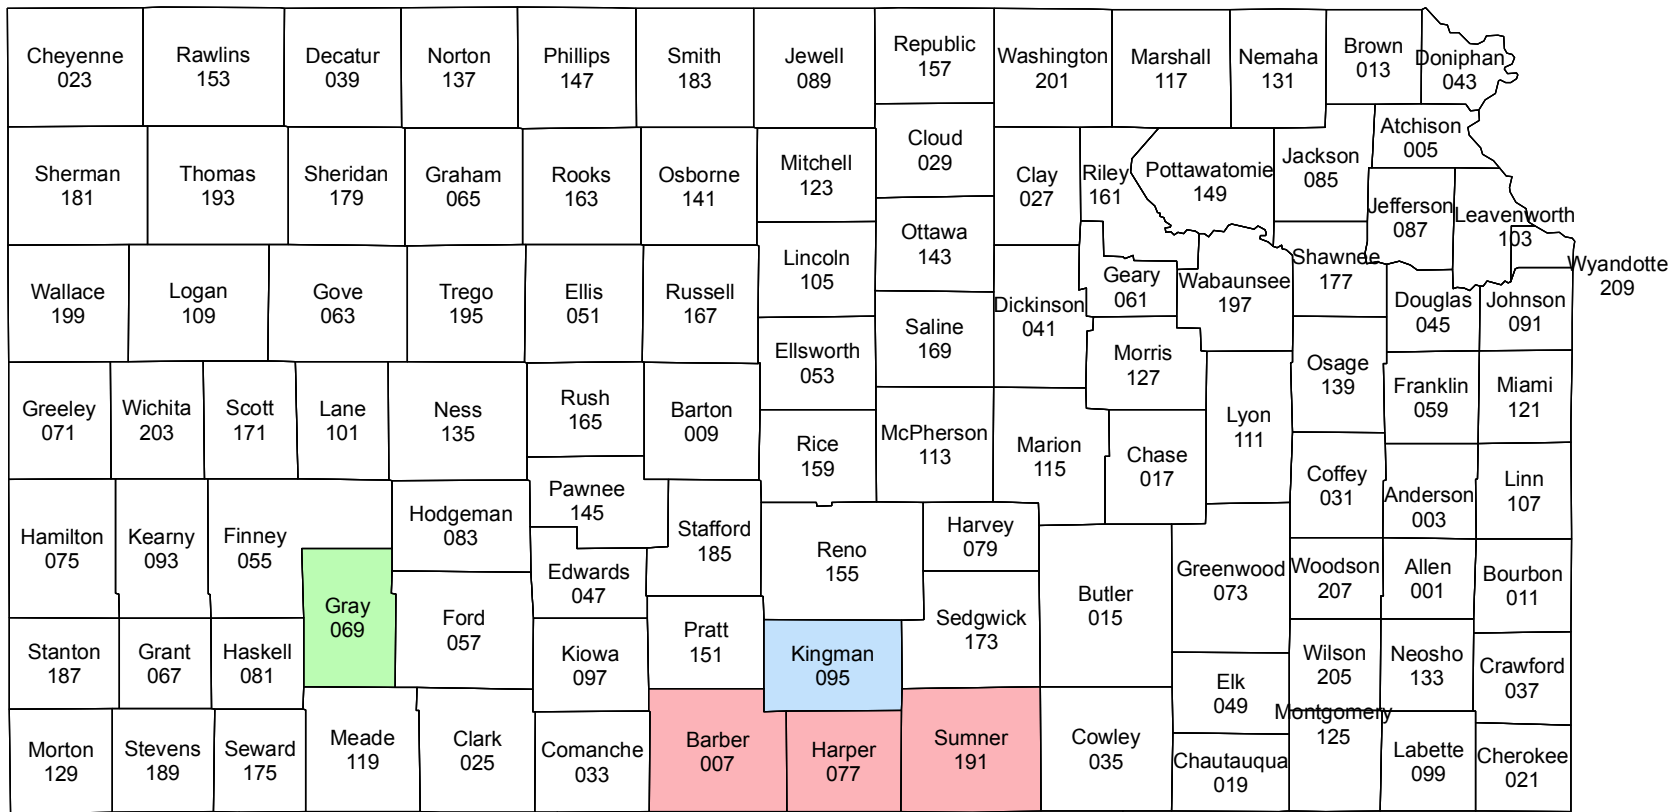 Cheyenne
023
Rawlins
153
Decatur
039
Norton
137
Phillips
147
Smith
183
Jewell
089
Republic
157
Washington
201
Marshall
117
Nemaha
131
Brown
013
Doniphan
043
Sherman
181
Thomas
193
Sheridan
179
Graham
065
Rooks
163
Osborne
141
Mitchell
123
Cloud
029
Clay
027
Riley
161
Pottawatomie
149
Jackson
085
Atchison
005
Jefferson
087
Leavenworth
103
Wyandotte
209
Wallace
199
Logan
109
Gove
063
Trego
195
Ellis
051
Russell
167
Lincoln
105
Ottawa
143
Saline
169
Dickinson
041
Geary
061
Wabaunsee
197
Shawnee
177
Douglas
045
Johnson
091
Greeley
071
Wichita
203
Scott
171
Lane
101
Ness
135
Rush
165
Barton
009
Ellsworth
053
Rice
159
McPherson
113
Marion
115
Morris
127
Chase
017
Lyon
111
Osage
139
Franklin
059
Miami
121
Hamilton
075
Kearny
093
Finney
055
Hodgeman
083
Pawnee
145
Stafford
185
Reno
155
Harvey
079
Coffey
031
Anderson
003
Linn
107
Gray
069
Ford
057
Edwards
047
Pratt
151
Kingman
095
Sedgwick
173
Butler
015
Greenwood
073
Woodson
207
Allen
001
Bourbon
011
Stanton
187
Grant
067
Haskell
081
Kiowa
097
Elk
049
Wilson
205
Neosho
133
Crawford
037
Morton
129
Stevens
189
Seward
175
Meade
119
Clark
025
Comanche
033
Barber
007
Harper
077
Sumner
191
Cowley
035
Chautauqua
019
Montgomery
125
Labette
099
Cherokee
021